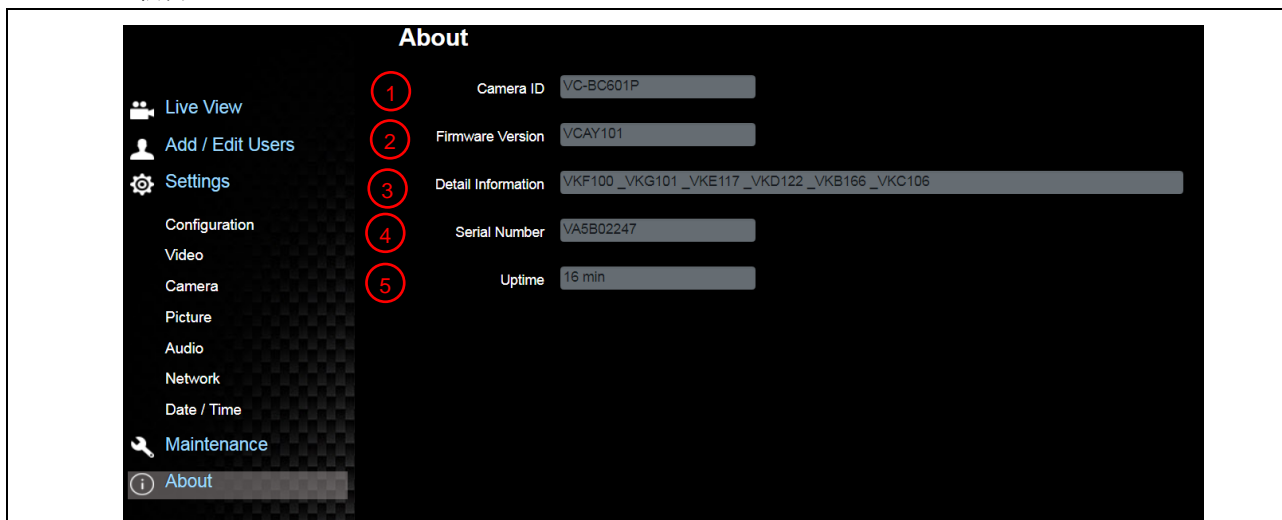 About
Live View
Add / Edit Users
Settings
Configuration
Video
Camera
Picture
Audio
Network
Date / Time
Maintenance
About
1 Camera ID VC-BC601P
2 Firmware Version VCAY101
3 Detail Information VKF100 _VKG101 _VKE117 _VKD122 _VKB166 _VKC106
4 Serial Number VA5B02247
5 Uptime 16 min